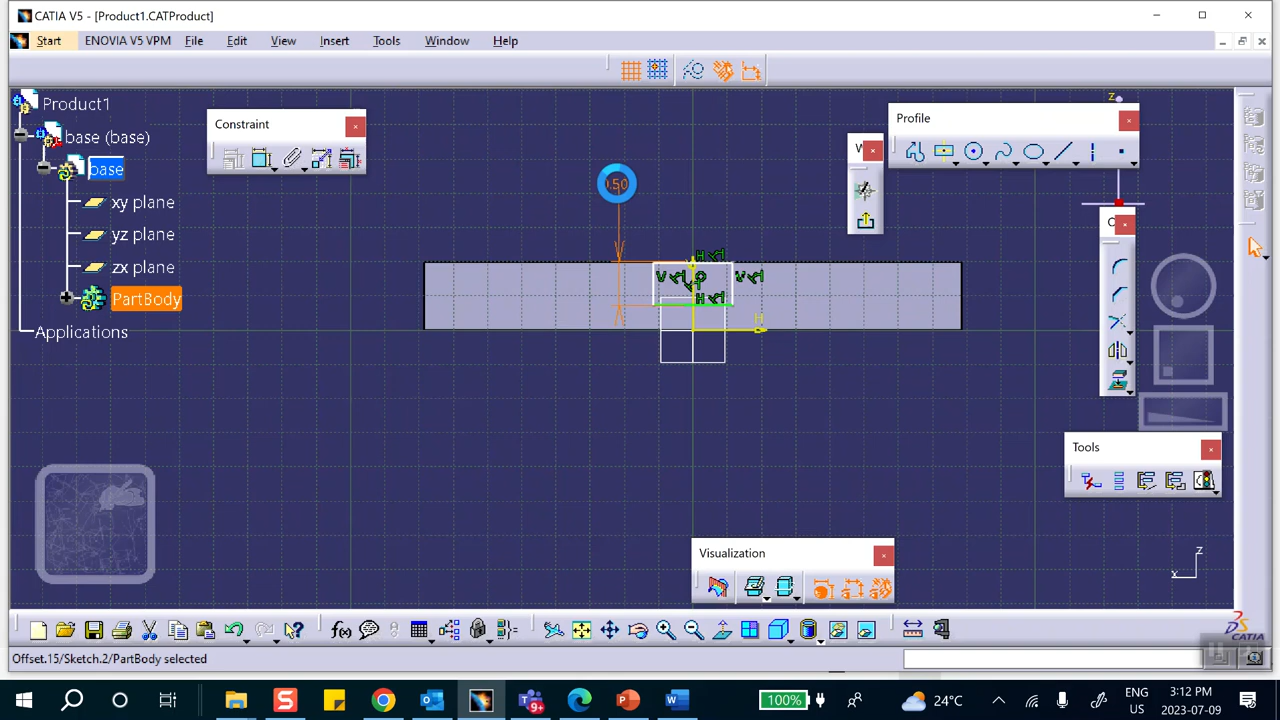 CATIA V5 - [Product1.CATProduct]
Start ENOVIA V5 VPM File Edit View Insert Tools Window Help
Product1
base (base)
base
xy plane
yz plane
zx plane
PartBody
Applications
Constraint
Profile
Tools
Visualization
H
V
V
H
H
z
z
x
f(x)
CATIA
Offset.15/Sketch.2/PartBody selected
100%
24°C
ENG
US
3:12 PM
2023-07-09